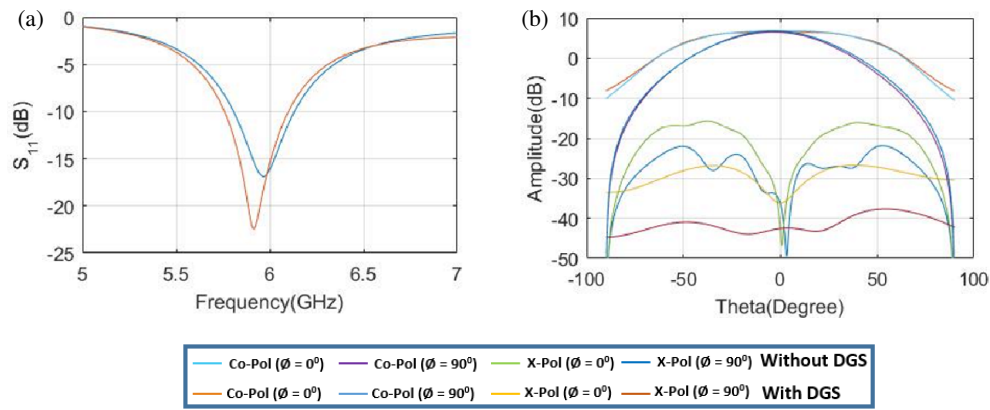 (a)
0
-5
-10
-15
-20
-25
S11(dB)
5
5.5
6
6.5
7
Frequency(GHz)
(b)
10
0
-10
-20
-30
-40
-50
Amplitude(dB)
-100
-50
0
50
100
Theta(Degree)
Co-Pol (Ø = 0⁰) Co-Pol (Ø = 90⁰) X-Pol (Ø = 0⁰) X-Pol (Ø = 90⁰) Without DGS
Co-Pol (Ø = 0⁰) Co-Pol (Ø = 90⁰) X-Pol (Ø = 0⁰) X-Pol (Ø = 90⁰) With DGS